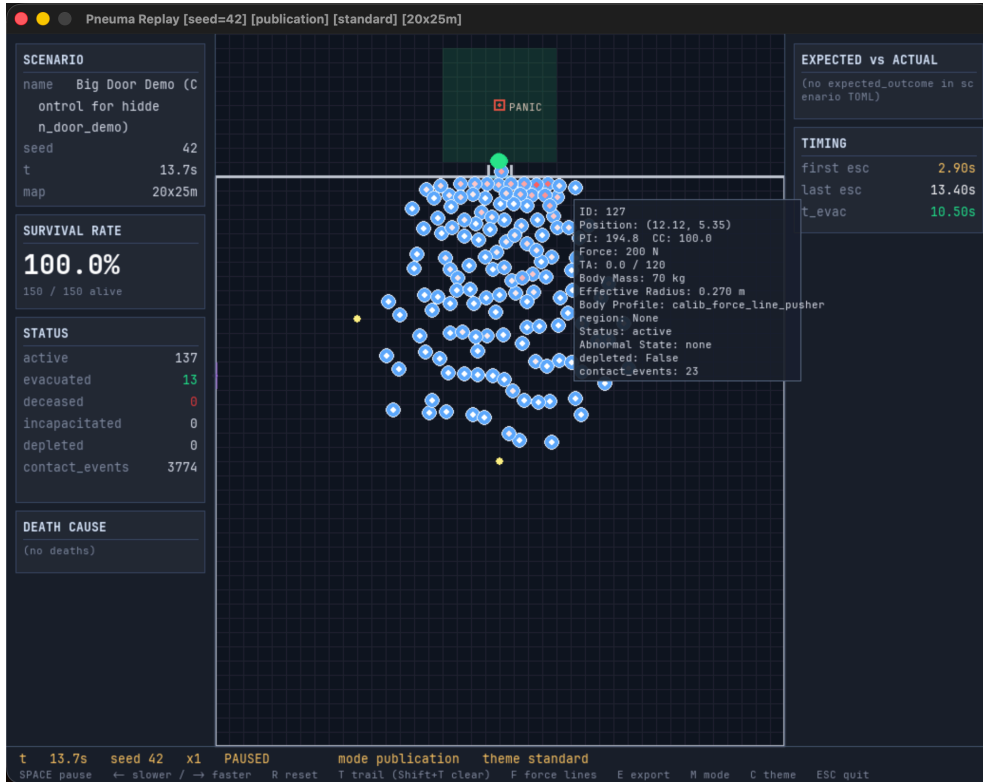 Pneuma Replay [seed=42] [publication] [standard] [20x25m]
SCENARIO
name Big Door Demo (C
ontrol for hidde
n_door_demo)
seed 42
t 13.7s
map 20x25m
SURVIVAL RATE
100.0%
150 / 150 alive
STATUS
active 137
evacuated 13
deceased 0
incapacitated 0
depleted 0
contact_events 3774
DEATH CAUSE
(no deaths)
PANIC
ID: 127
Position: (12.12, 5.35)
PI: 194.8 CC: 100.0
Force: 200 N
TA: 0.0 / 120
Body Mass: 70 kg
Effective Radius: 0.270 m
Body Profile: calib_force_line_pusher
region: None
Status: active
Abnormal State: none
depleted: False
contact_events: 23
EXPECTED vs ACTUAL
(no expected_outcome in sc
enario TOML)
TIMING
first esc 2.90s
last esc 13.40s
t_evac 10.50s
t 13.7s seed 42 x1 PAUSED mode publication theme standard
SPACE pause ← slower / → faster R reset T trail (Shift+T clear) F force lines E export M mode C theme ESC quit